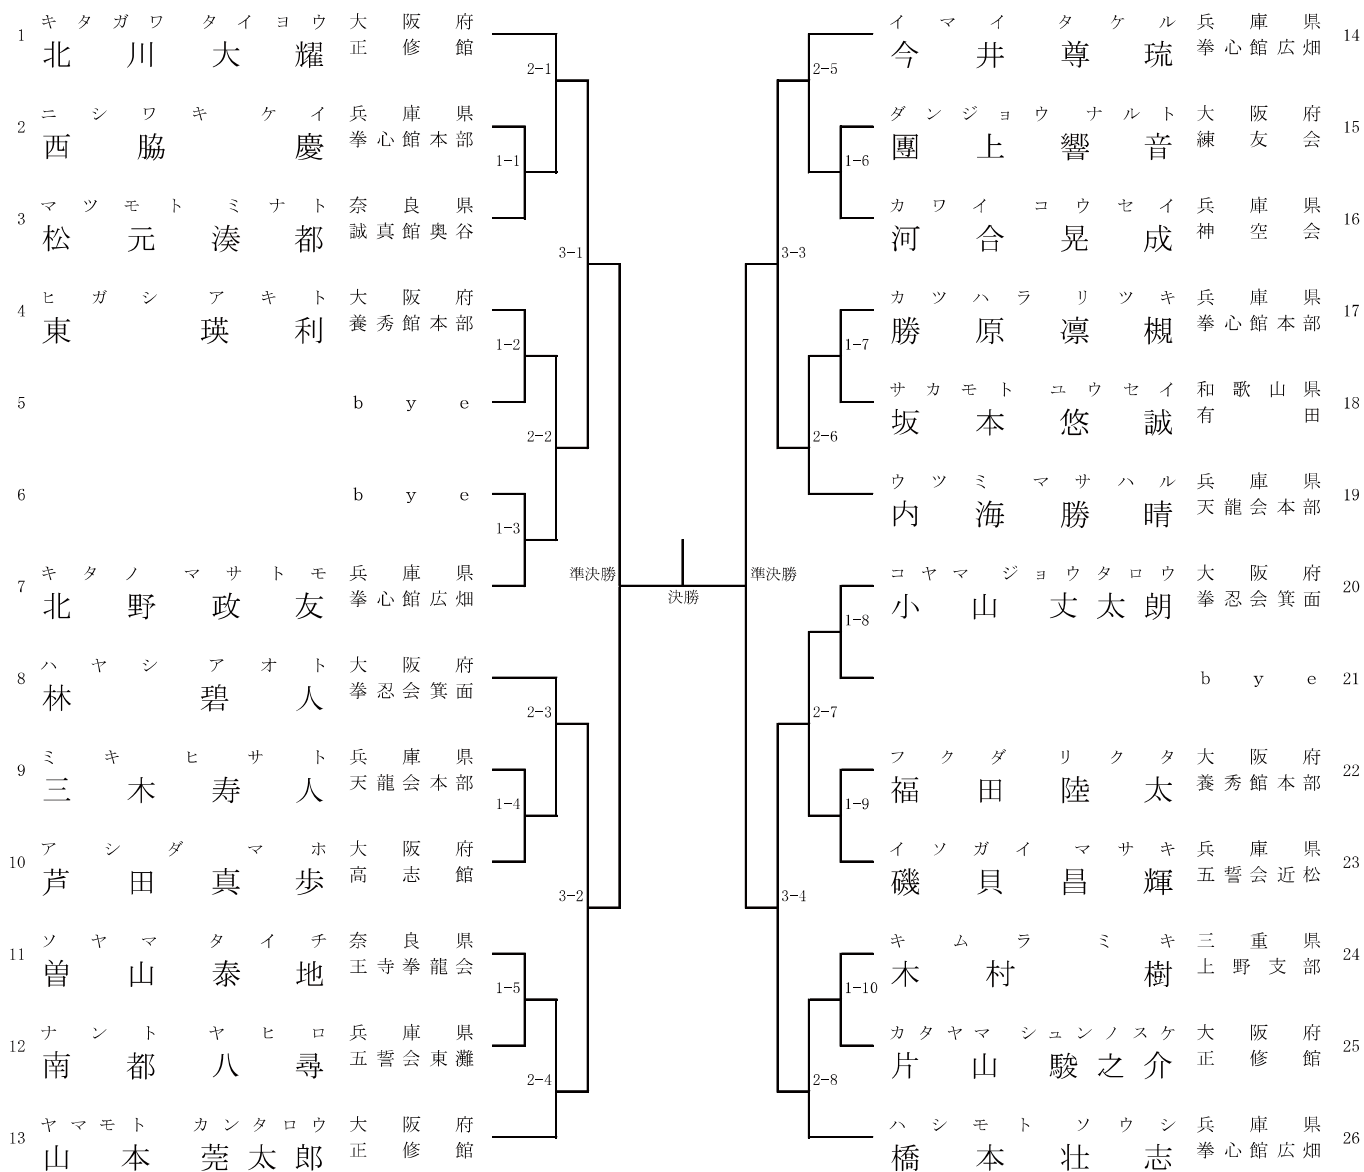 1 キタガワ タイヨウ 大阪府
北川大耀 正修館
2 ニシワキ ケイ 兵庫県
西脇慶 拳心館本部
3 マツモト ミナト 奈良県
松元湊都 誠真館奥谷
4 ヒガシ アキト 大阪府
東瑛利 養秀館本部
5 bye
6 bye
7 キタノ マサトモ 兵庫県
北野政友 拳心館広畑
8 ハヤシ アオト 大阪府
林碧人 拳忍会箕面
9 ミキ ヒサト 兵庫県
三木寿人 天龍会本部
10 アシダ マホ 大阪府
芦田真歩 高志館
11 ソヤマ タイチ 奈良県
曽山泰地 王寺拳龍会
12 ナント ヤヒロ 兵庫県
南都八尋 五誓会東灘
13 ヤマモト カンタロウ 大阪府
山本莞太郎 正修館
2-1
1-1
3-1
1-2
2-2
1-3
準決勝
2-3
1-4
3-2
1-5
2-4
決勝
2-5
1-6
3-3
1-7
2-6
準決勝
1-8
2-7
1-9
3-4
1-10
2-8
イマイ タケル 兵庫県 14
今井尊琉 拳心館広畑
ダンジョウ ナルト 大阪府 15
團上響音 練友会
カワイ コウセイ 兵庫県 16
河合晃成 神空会
カツハラ リツキ 兵庫県 17
勝原凛槻 拳心館本部
サカモト ユウセイ 和歌山県 18
坂本悠誠 有田
ウツミ マサハル 兵庫県 19
内海勝晴 天龍会本部
コヤマ ジョウタロウ 大阪府 20
小山丈太朗 拳忍会箕面
bye 21
フクダ リクタ 大阪府 22
福田陸太 養秀館本部
イソガイ マサキ 兵庫県 23
磯貝昌輝 五誓会近松
キムラ ミキ 三重県 24
木村樹 上野支部
カタヤマ シュンノスケ 大阪府 25
片山駿之介 正修館
ハシモト ソウシ 兵庫県 26
橋本壮志 拳心館広畑